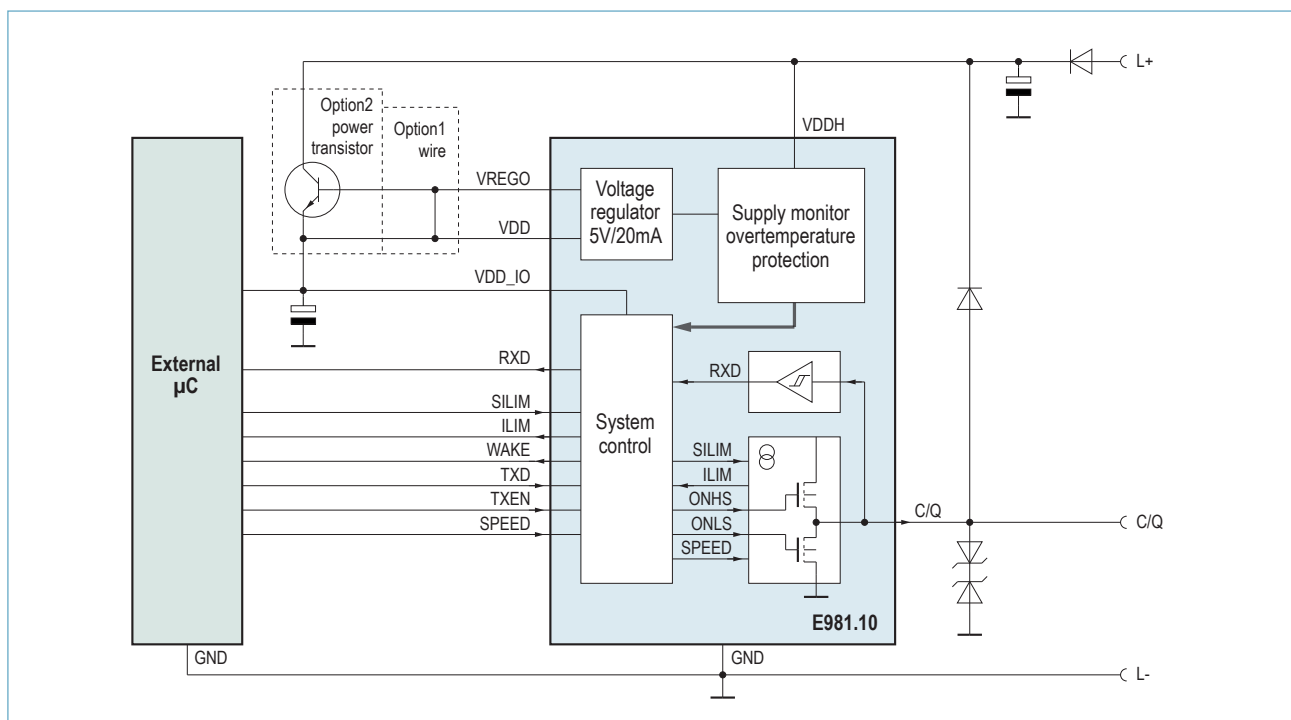 L+
Option2
power
transistor
Option1
wire
VDDH
VREGO
VDD
VDD_IO
Voltage
regulator
5V/20mA
Supply monitor
overtemperature
protection
External
µC
RXD
SILIM
ILIM
WAKE
TXD
TXEN
SPEED
System
control
RXD
SILIM
ILIM
ONHS
ONLS
SPEED
C/Q
C/Q
E981.10
GND
GND
L-